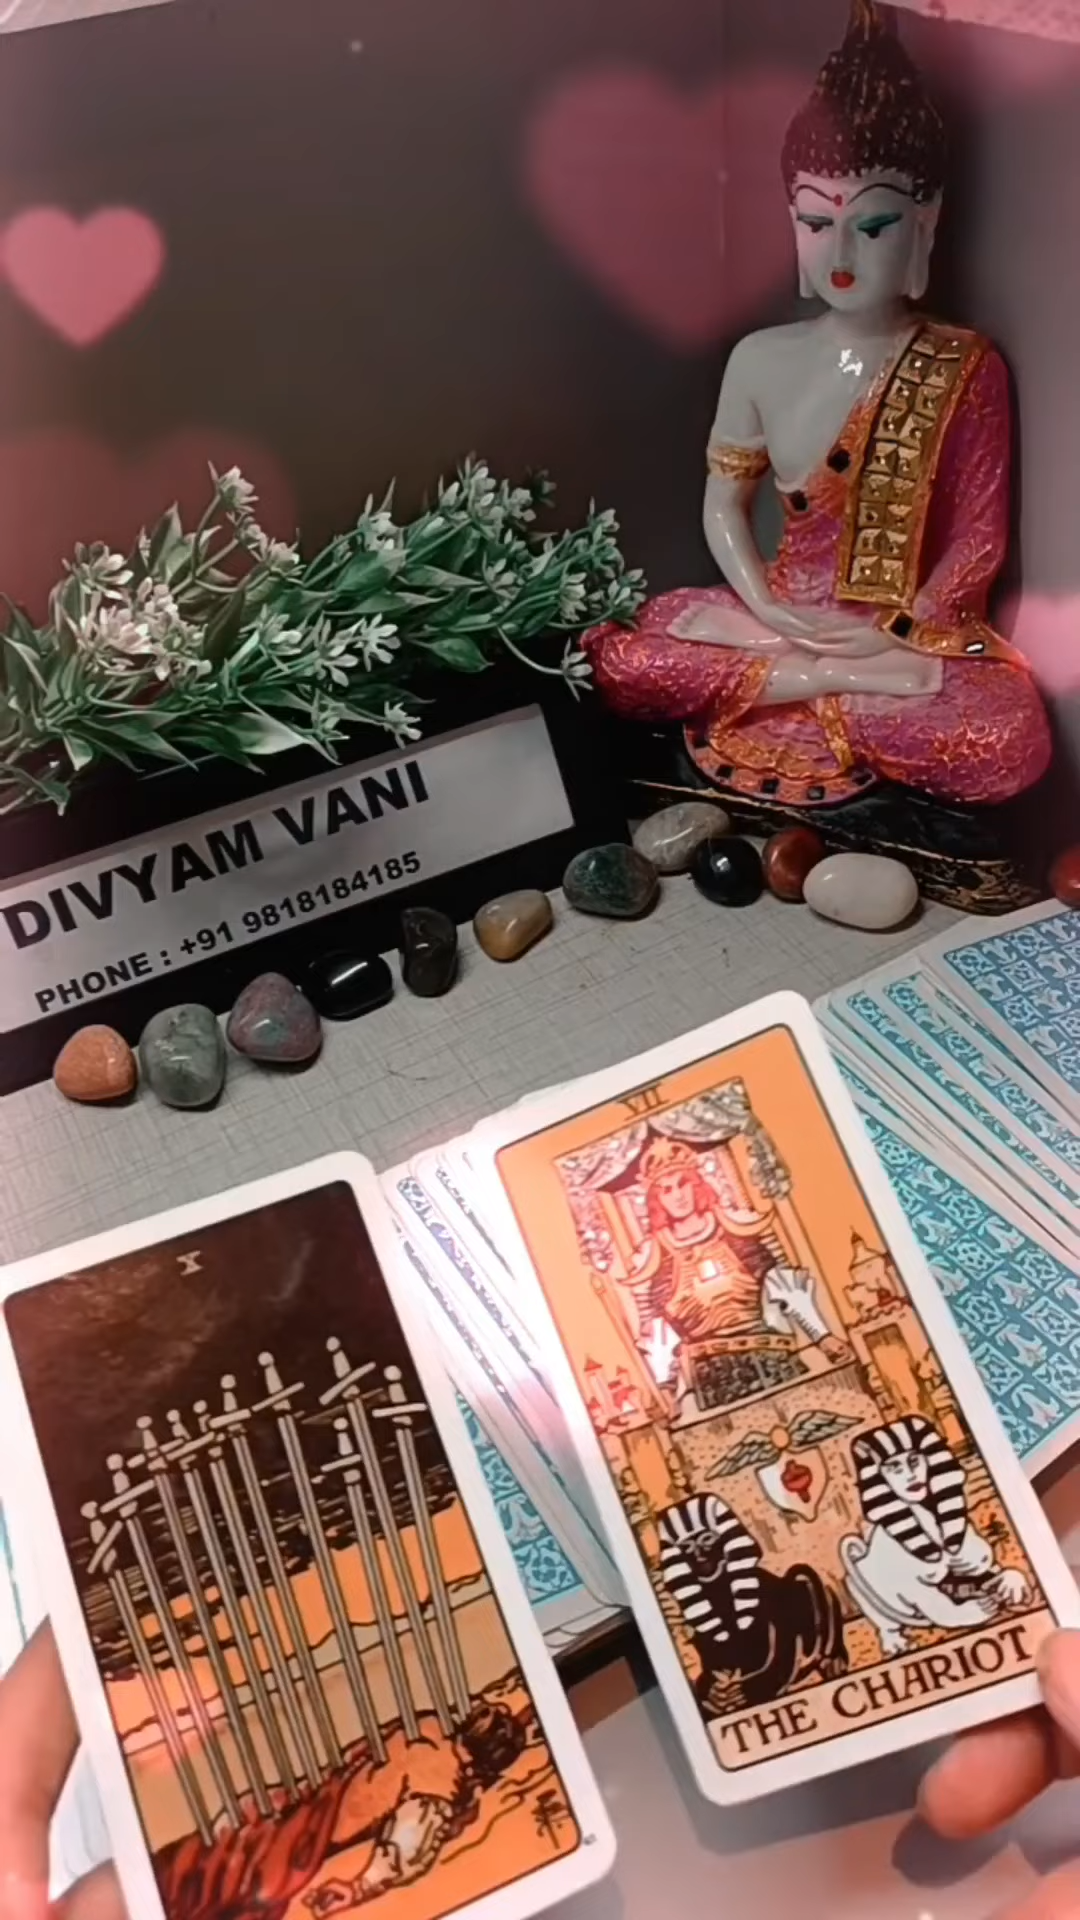 DIVYAM VANI
PHONE : +91 9818184185
X
VII
THE CHARIOT